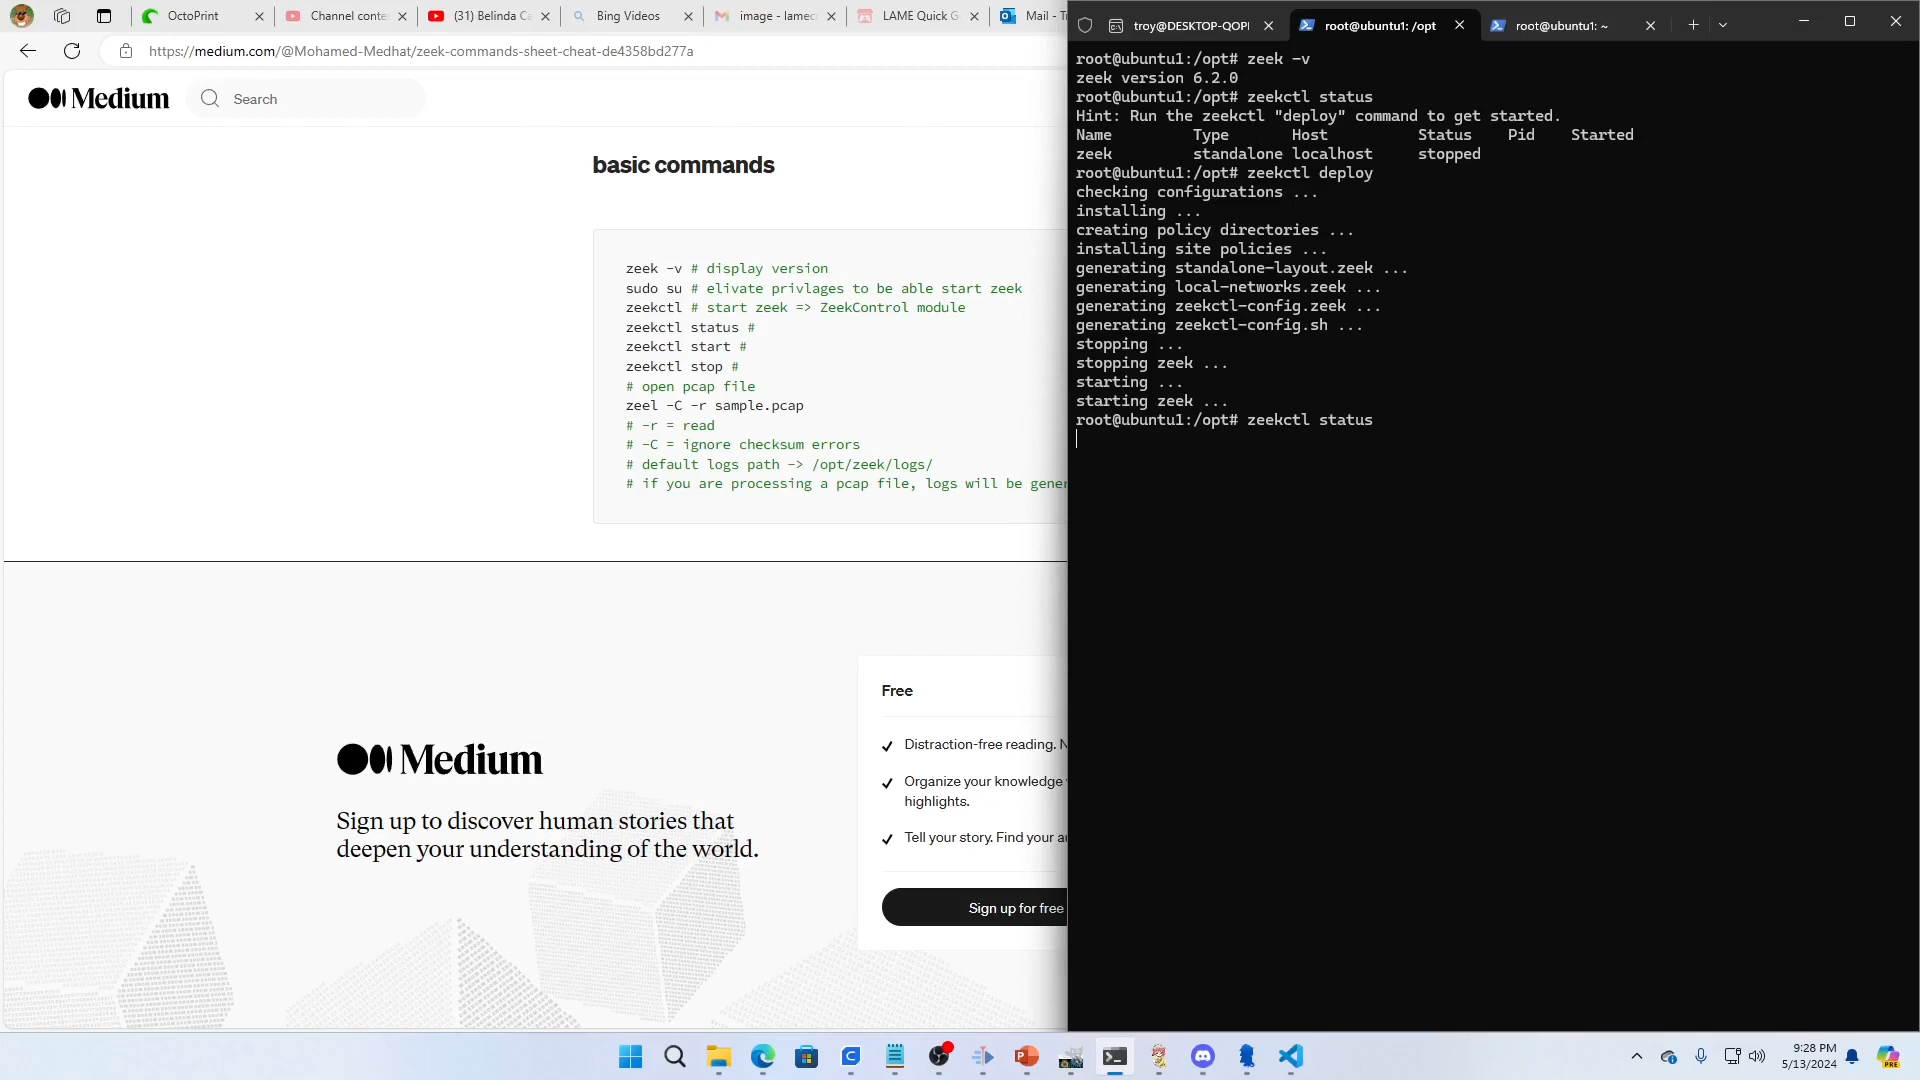 OctoPrint
Channel conte
(31) Belinda Ca
Bing Videos
image - lamec
LAME Quick G
Mail - T
https://medium.com/@Mohamed-Medhat/zeek-commands-sheet-cheat-de4358bd277a
Medium
Search
basic commands
zeek -v # display version
sudo su # elivate privlages to be able start zeek
zeekctl # start zeek => ZeekControl module
zeekctl status #
zeekctl start #
zeekctl stop #
# open pcap file
zeel -C -r sample.pcap
# -r = read
# -C = ignore checksum errors
# default logs path -> /opt/zeek/logs/
# if you are processing a pcap file, logs will be gener
Medium
Sign up to discover human stories that
deepen your understanding of the world.
Free
Distraction-free reading. N
Organize your knowledge
highlights.
Tell your story. Find your au
Sign up for free
troy@DESKTOP-QOPI
root@ubuntu1: /opt
root@ubuntu1: ~
root@ubuntu1:/opt# zeek -v
zeek version 6.2.0
root@ubuntu1:/opt# zeekctl status
Hint: Run the zeekctl "deploy" command to get started.
Name Type Host Status Pid Started
zeek standalone localhost stopped
root@ubuntu1:/opt# zeekctl deploy
checking configurations ...
installing ...
creating policy directories ...
installing site policies ...
generating standalone-layout.zeek ...
generating local-networks.zeek ...
generating zeekctl-config.zeek ...
generating zeekctl-config.sh ...
stopping ...
stopping zeek ...
starting ...
starting zeek ...
root@ubuntu1:/opt# zeekctl status
9:28 PM
5/13/2024
PRE